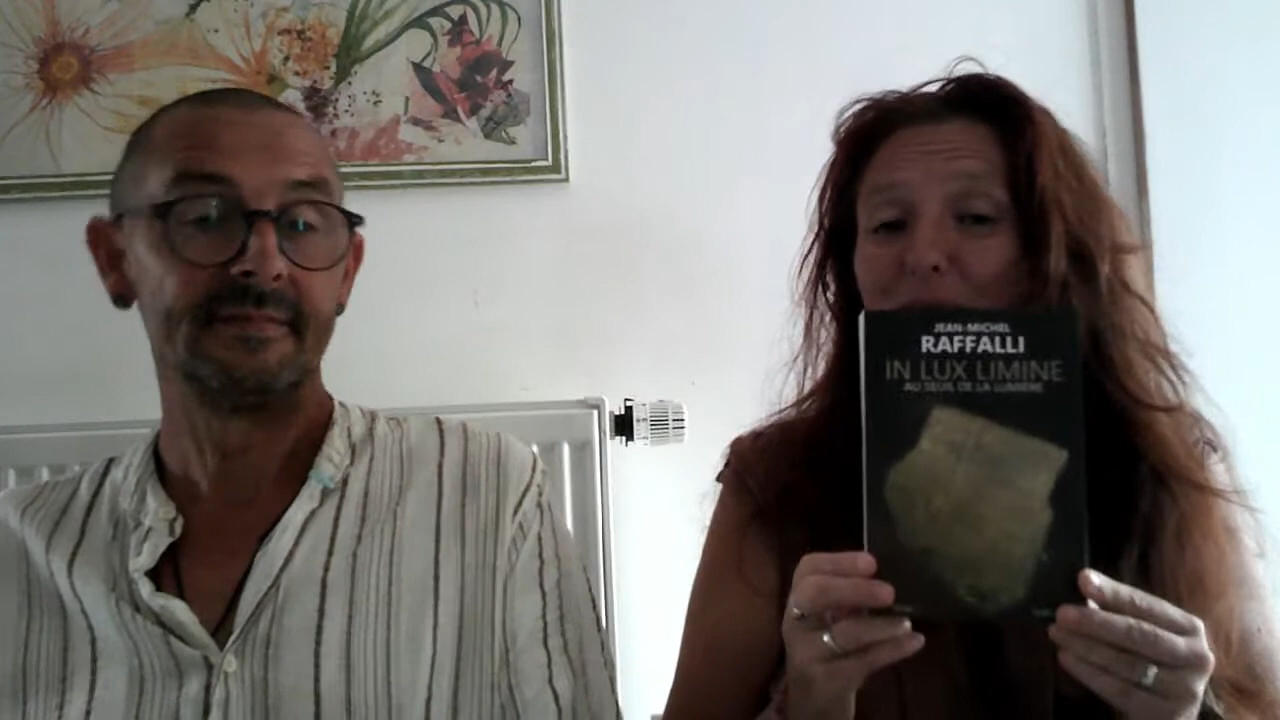 JEAN-MICHEL
RAFFALLI
IN LUX LIMINE
AU SEUIL DE LA LUMIÈRE